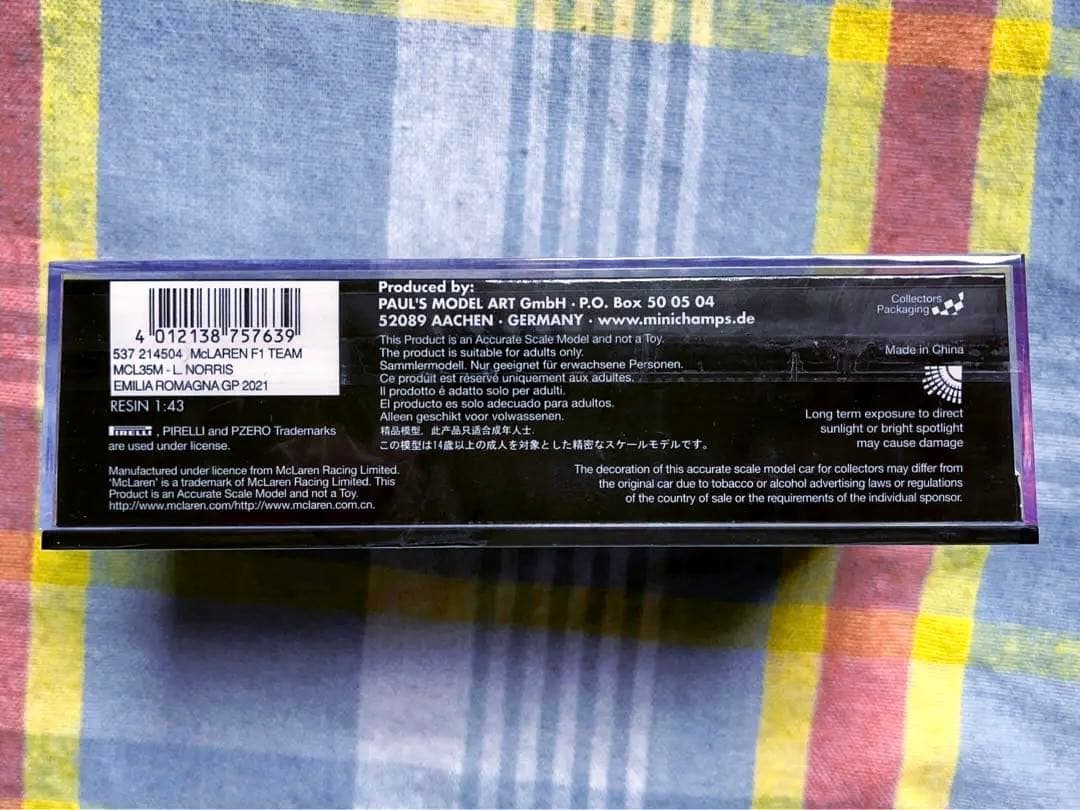 4 012138 757639
537 214504 McLAREN F1 TEAM
MCL35M - L. NORRIS
EMILIA ROMAGNA GP 2021
RESIN 1:43
PIRELLI , PIRELLI and PZERO Trademarks
are used under license.
Manufactured under licence from McLaren Racing Limited.
'McLaren' is a trademark of McLaren Racing Limited. This
Product is an Accurate Scale Model and not a Toy.
http://www.mclaren.com/http://www.mclaren.com.cn.
Produced by:
PAUL'S MODEL ART GmbH · P.O. Box 50 05 04
52089 AACHEN · GERMANY · www.minichamps.de
This Product is an Accurate Scale Model and not a Toy.
The product is suitable for adults only.
Sammlermodell. Nur geeignet für erwachsene Personen.
Ce produit est réservé uniquement aux adultes.
Il prodotto é adatto solo per adulti.
El producto es solo adecuado para adultos.
Alleen geschikt voor volwassenen.
精品模型，此产品只适合成年人士.
この模型は14歳以上の成人を対象とした精密なスケールモデルです。
Collectors
Packaging
Made in China
Long term exposure to direct
sunlight or bright spotlight
may cause damage
The decoration of this accurate scale model car for collectors may differ from
the original car due to tobacco or alcohol advertising laws or regulations
of the country of sale or the requirements of the individual sponsor.